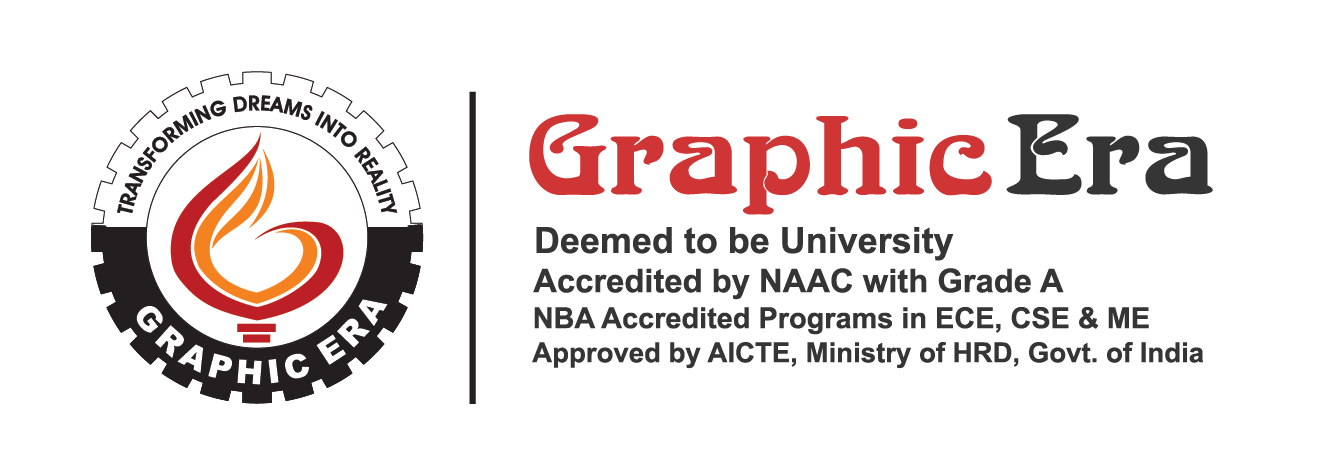 TRANSFORMING DREAMS INTO REALITY
GRAPHIC ERA
Graphic Era
Deemed to be University
Accredited by NAAC with Grade A
NBA Accredited Programs in ECE, CSE & ME
Approved by AICTE, Ministry of HRD, Govt. of India